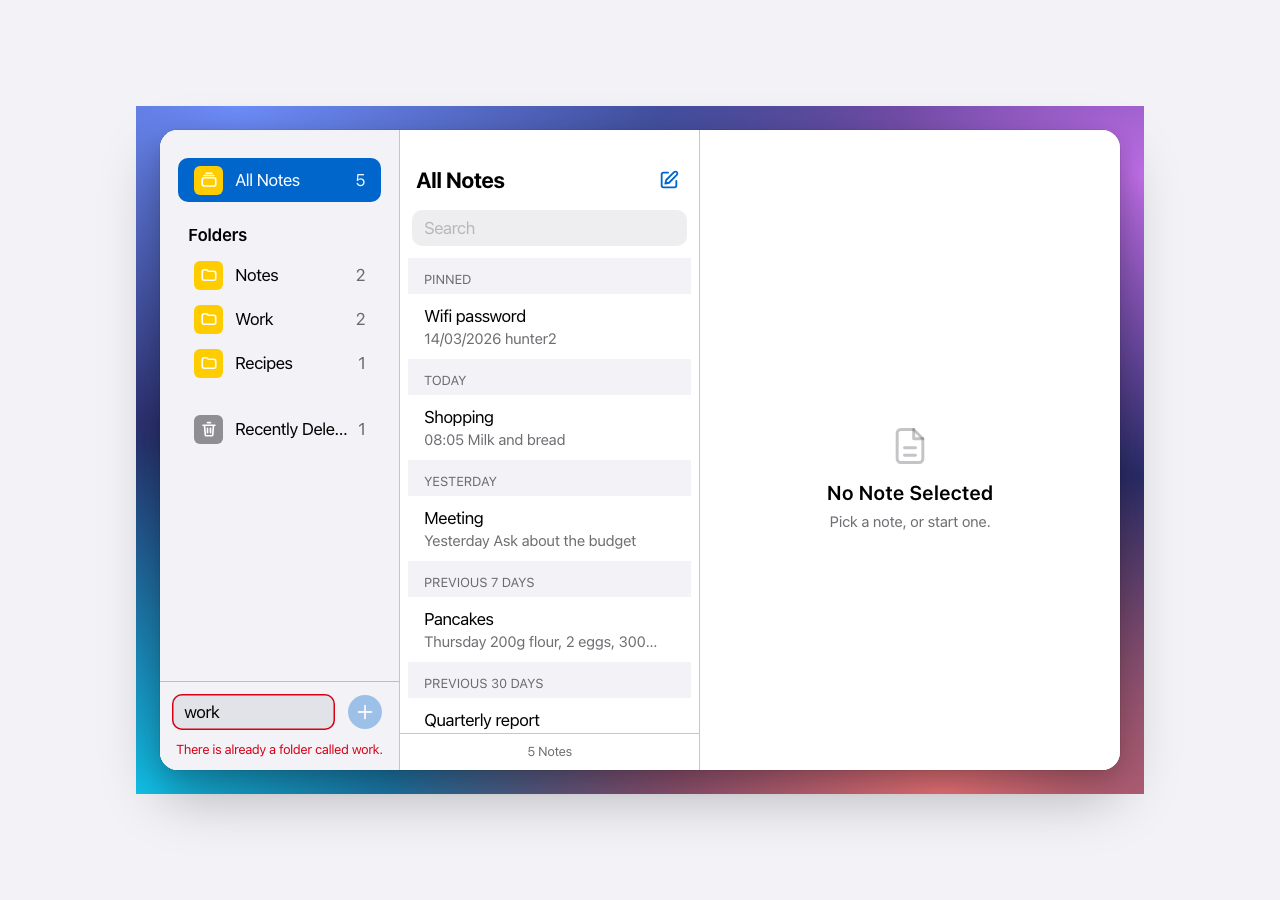 All Notes 5
Folders
Notes 2
Work 2
Recipes 1
Recently Dele... 1
work
There is already a folder called work.
All Notes
Search
PINNED
Wifi password
14/03/2026 hunter2
TODAY
Shopping
08:05 Milk and bread
YESTERDAY
Meeting
Yesterday Ask about the budget
PREVIOUS 7 DAYS
Pancakes
Thursday 200g flour, 2 eggs, 300...
PREVIOUS 30 DAYS
Quarterly report
5 Notes
No Note Selected
Pick a note, or start one.